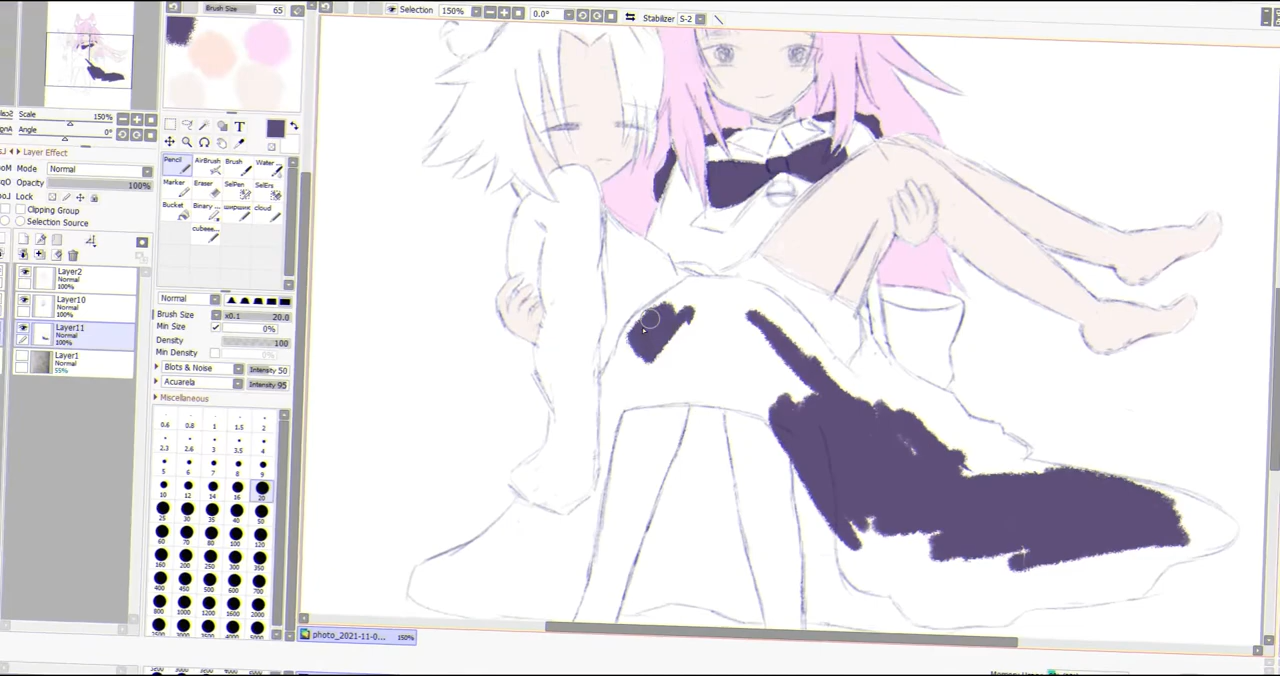 Brush Size 65
Selection 150% 0.0° Stabilizer S-2
Scale 150%
Angle 0°
Layer Effect
Mode Normal
Opacity 100%
Lock
Clipping Group
Selection Source
Layer2
Normal
100%
Layer10
Normal
100%
Layer11
Normal
100%
Layer1
Normal
55%
T
Pencil AirBrush Brush Water...
Marker Eraser SelPen SelErs
Bucket Binary... ширшик cloud
cubeee...
Normal
Brush Size x0.1 20.0
Min Size 0%
Density 100
Min Density 0%
Blots & Noise Intensity 50
Acuarela Intensity 95
Miscellaneous
0.6 0.8 1 1.5 2
2.3 2.6 3 3.5 4
5 6 7 8 9
10 12 14 16 20
25 30 35 40 50
60 70 80 100 120
160 200 250 300 350
400 450 500 600 700
800 1000 1200 1600 2000
photo_2021-11-0... 150%